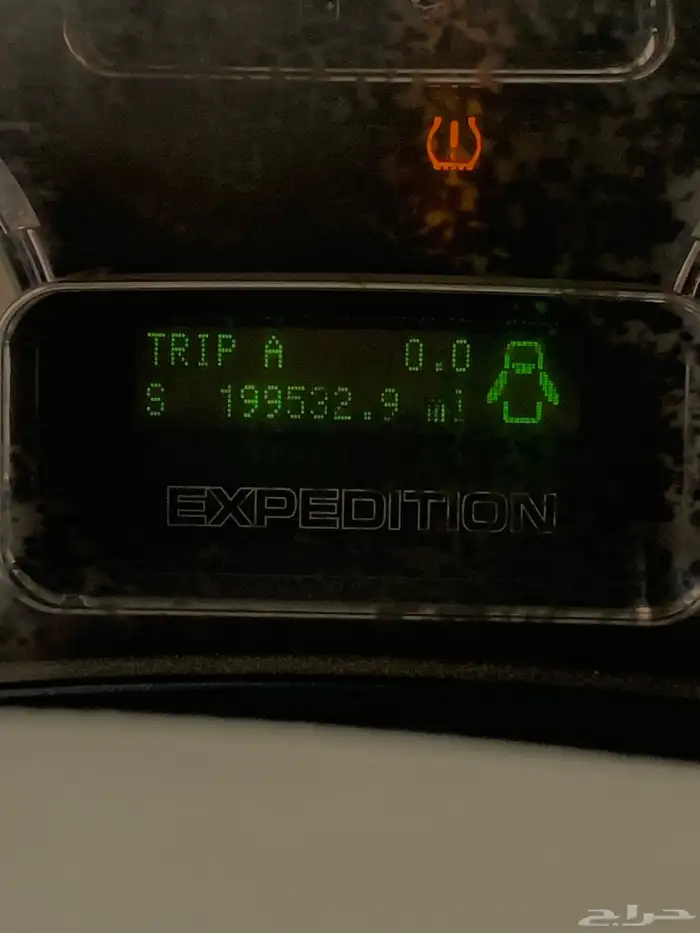 TRIP A 0.0
S 199532.9 mi
EXPEDITION
حراج